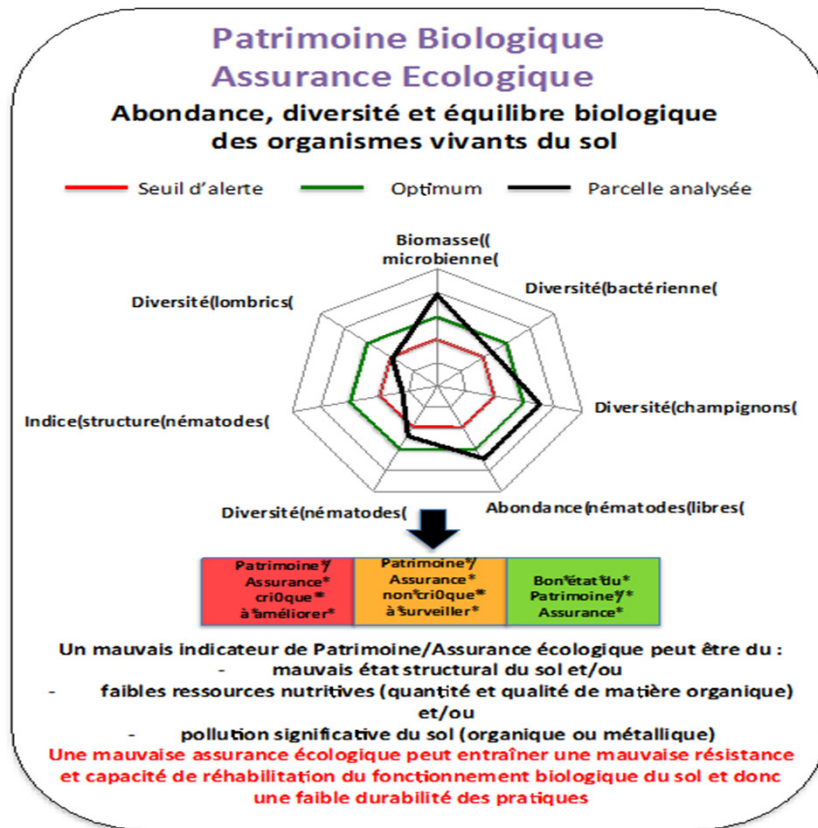 Patrimoine Biologique
Assurance Ecologique
Abondance, diversité et équilibre biologique
des organismes vivants du sol
Seuil d'alerte
Optimum
Parcelle analysée
Biomasse((
microbienne(
Diversité(lombrics(
Diversité(bactérienne(
Indice(structure(nématodes(
Diversité(champignons(
Diversité(nématodes(
Abondance(nématodes(libres(
Patrimoine*/
Assurance*
cri0que**
à*améliorer*
Patrimoine*/
Assurance*
non*cri0que**
à*surveiller*
Bon*état*du*
Patrimoine*/*
Assurance*
Un mauvais indicateur de Patrimoine/Assurance écologique peut être du :
- mauvais état structural du sol et/ou
- faibles ressources nutritives (quantité et qualité de matière organique)
et/ou
- pollution significative du sol (organique ou métallique)
Une mauvaise assurance écologique peut entraîner une mauvaise résistance
et capacité de réhabilitation du fonctionnement biologique du sol et donc
une faible durabilité des pratiques